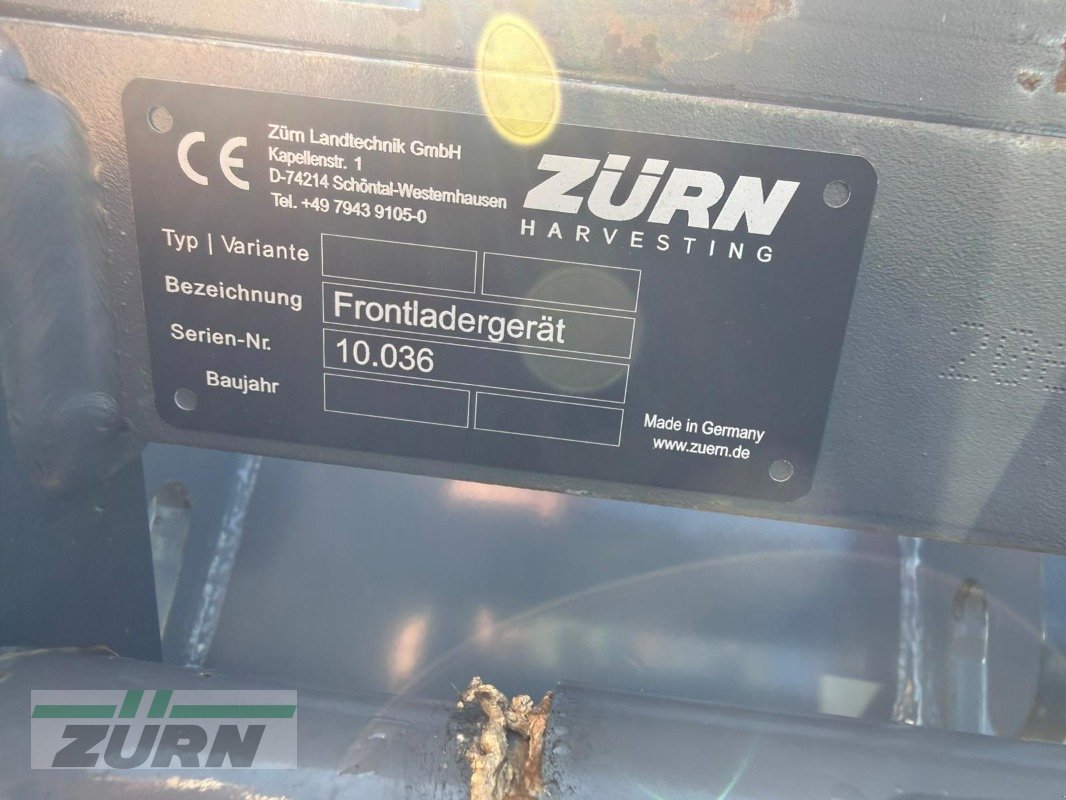 CE
Zürn Landtechnik GmbH
Kapellenstr. 1
D-74214 Schöntal-Westernhausen
Tel. +49 7943 9105-0
ZÜRN
HARVESTING
Typ | Variante
Bezeichnung Frontladergerät
Serien-Nr. 10.036
Baujahr
Made in Germany
www.zuern.de
ZÜRN